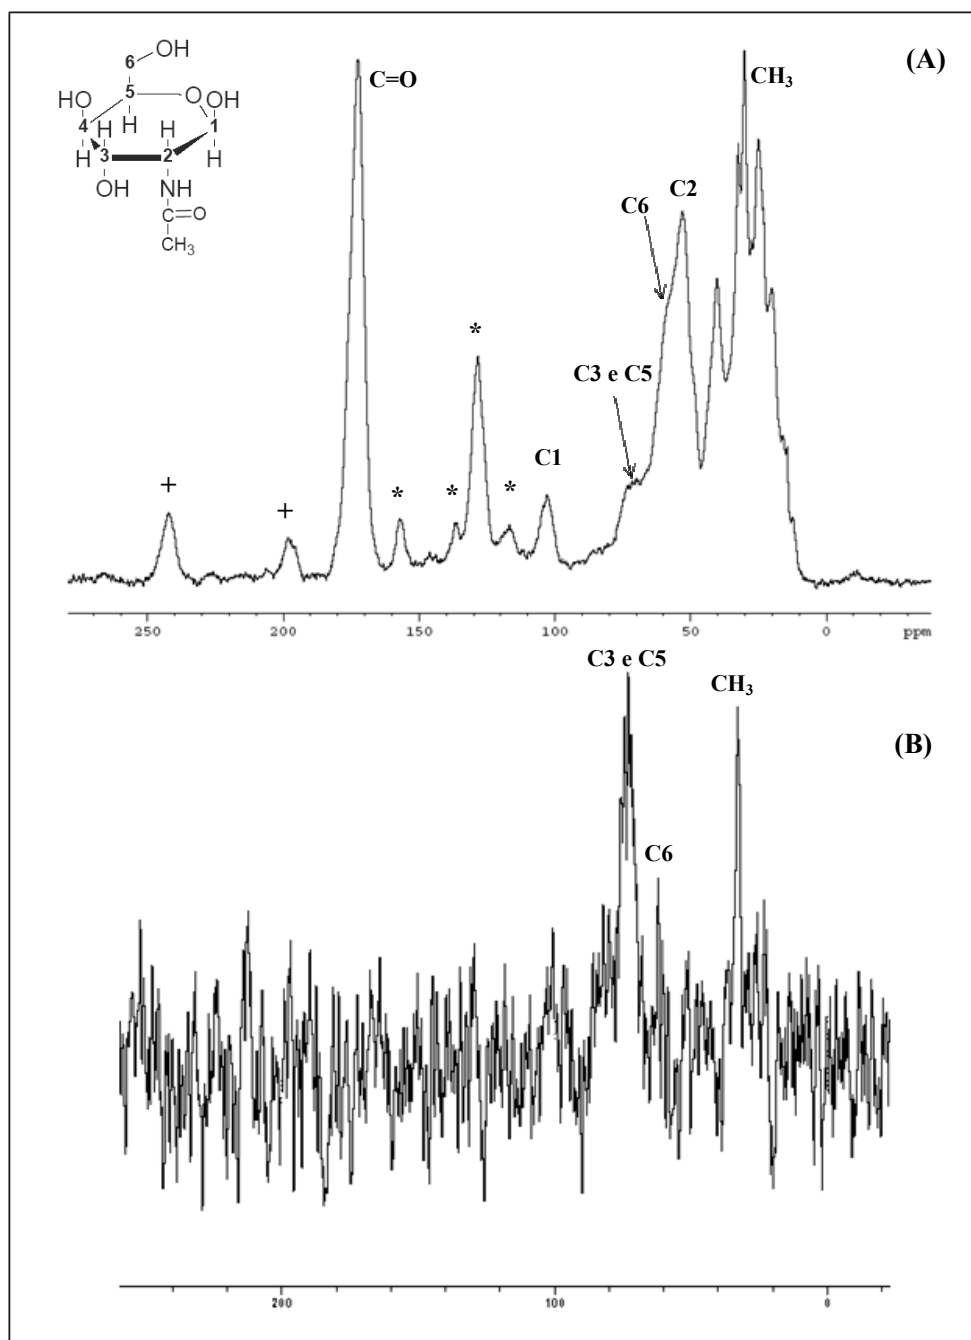 (A)
6 OH
5
HO O OH
4 H H H 1
H 3 2 H
OH NH
C=O
CH3
C=O
CH3
C6
C2
C3 e C5
*
C1
+
+
*
*
*
250 200 150 100 50 0 ppm
C3 e C5
CH3
(B)
C6
200 100 0